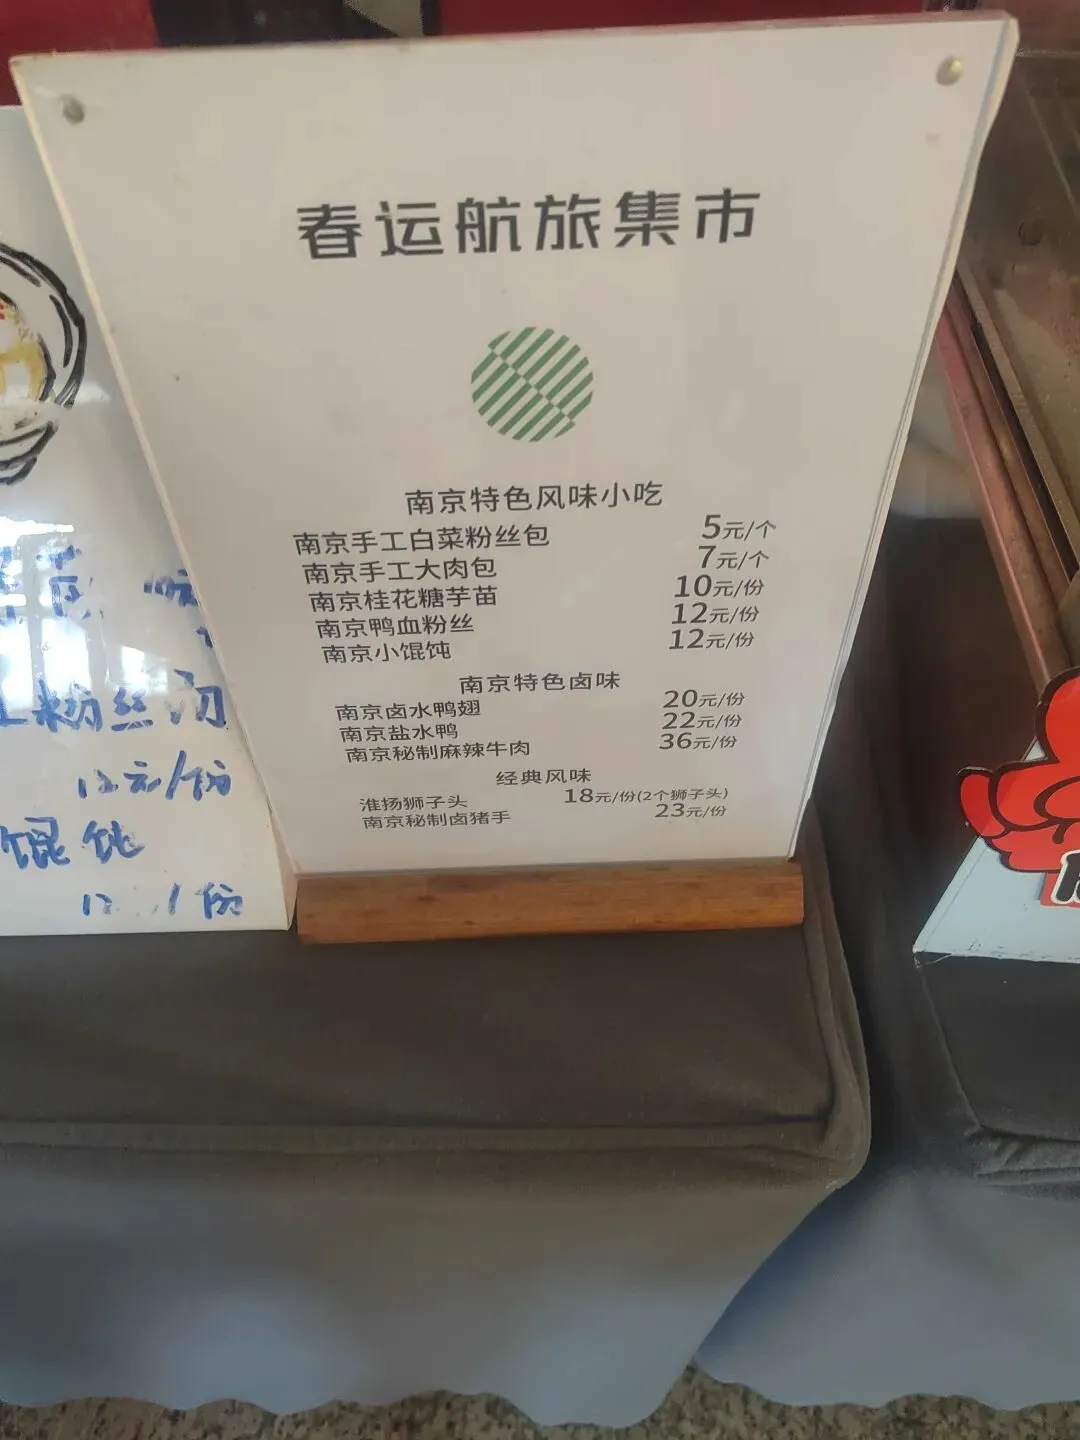 春运航旅集市
南京特色风味小吃
南京手工白菜粉丝包 5元/个
南京手工大肉包 7元/个
南京桂花糖芋苗 10元/份
南京鸭血粉丝 12元/份
南京小馄饨 12元/份
南京特色卤味
南京卤水鸭翅 20元/份
南京盐水鸭 22元/份
南京秘制麻辣牛肉 36元/份
经典风味
淮扬狮子头 18元/份(2个狮子头)
南京秘制卤猪手 23元/份
粉丝汤
12元/份
馄饨
/份